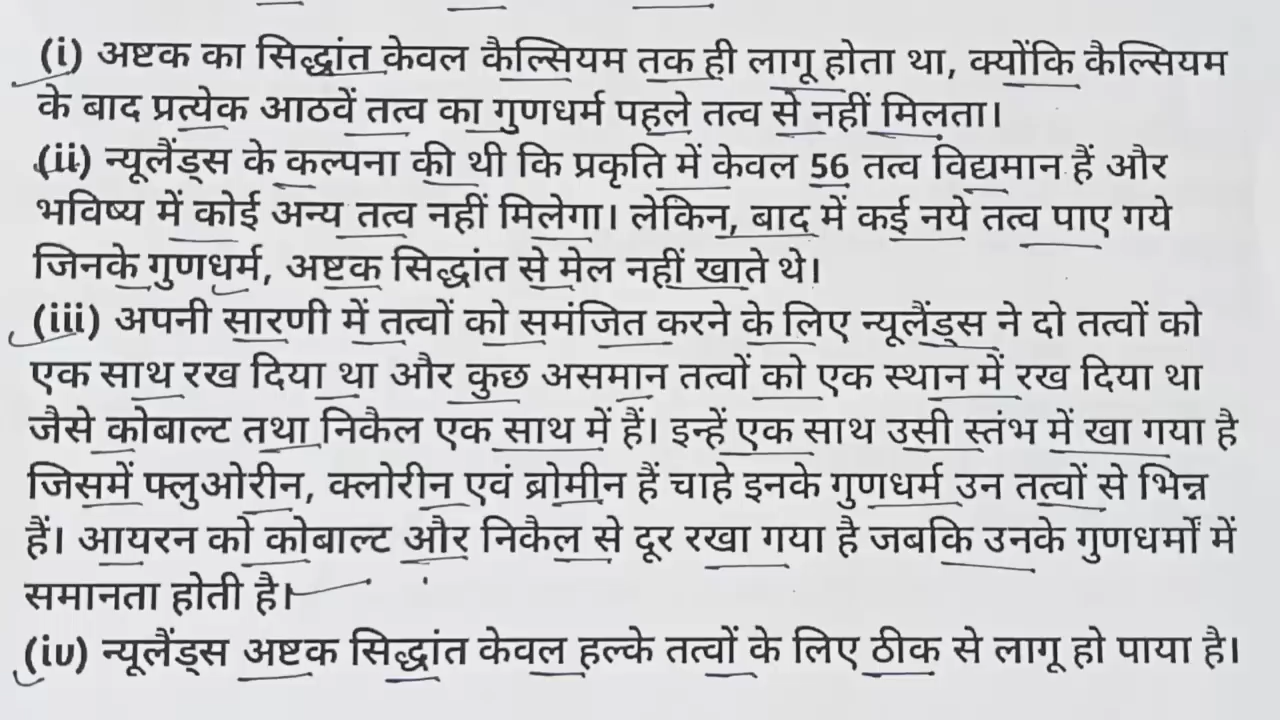 (i) अष्टक का सिद्धांत केवल कैल्सियम तक ही लागू होता था, क्योंकि कैल्सियम
के बाद प्रत्येक आठवें तत्व का गुणधर्म पहले तत्व से नहीं मिलता।
(ii) न्यूलैंड्स के कल्पना की थी कि प्रकृति में केवल 56 तत्व विद्यमान हैं और
भविष्य में कोई अन्य तत्व नहीं मिलेगा। लेकिन, बाद में कई नये तत्व पाए गये
जिनके गुणधर्म, अष्टक सिद्धांत से मेल नहीं खाते थे।
(iii) अपनी सारणी में तत्वों को समंजित करने के लिए न्यूलैंड्स ने दो तत्वों को
एक साथ रख दिया था और कुछ असमान तत्वों को एक स्थान में रख दिया था
जैसे कोबाल्ट तथा निकैल एक साथ में हैं। इन्हें एक साथ उसी स्तंभ में खा गया है
जिसमें फ्लुओरीन, क्लोरीन एवं ब्रोमीन हैं चाहे इनके गुणधर्म उन तत्वों से भिन्न
हैं। आयरन को कोबाल्ट और निकैल से दूर रखा गया है जबकि उनके गुणधर्मों में
समानता होती है।
(iv) न्यूलैंड्स अष्टक सिद्धांत केवल हल्के तत्वों के लिए ठीक से लागू हो पाया है।